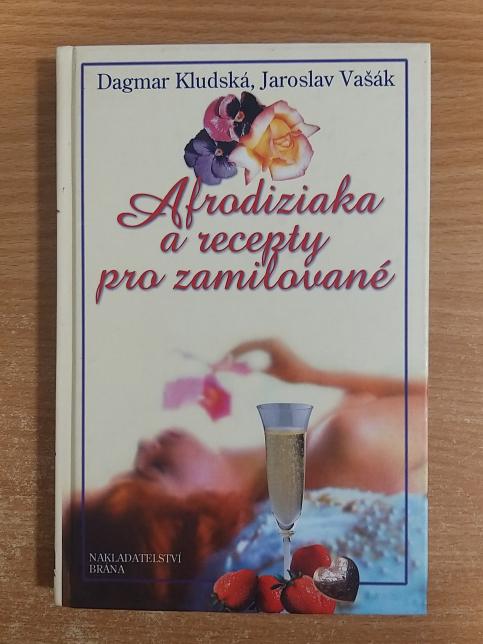 Dagmar Kludská, Jaroslav Vašák
Afrodiziaka
a recepty
pro zamilované
NAKLADATELSTVÍ
BRÁNA